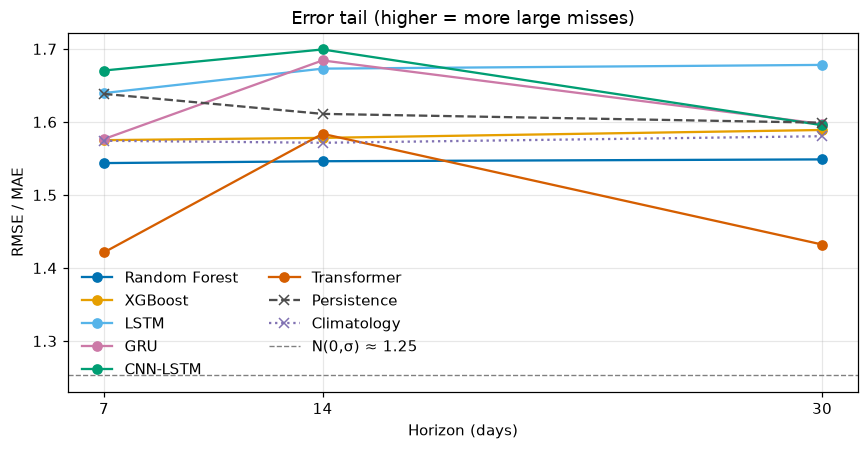 Error tail (higher = more large misses)
RMSE / MAE
1.7
1.6
1.5
1.4
1.3
Random Forest
XGBoost
LSTM
GRU
CNN-LSTM
Transformer
Persistence
Climatology
N(0,σ) ≈ 1.25
7
14
30
Horizon (days)